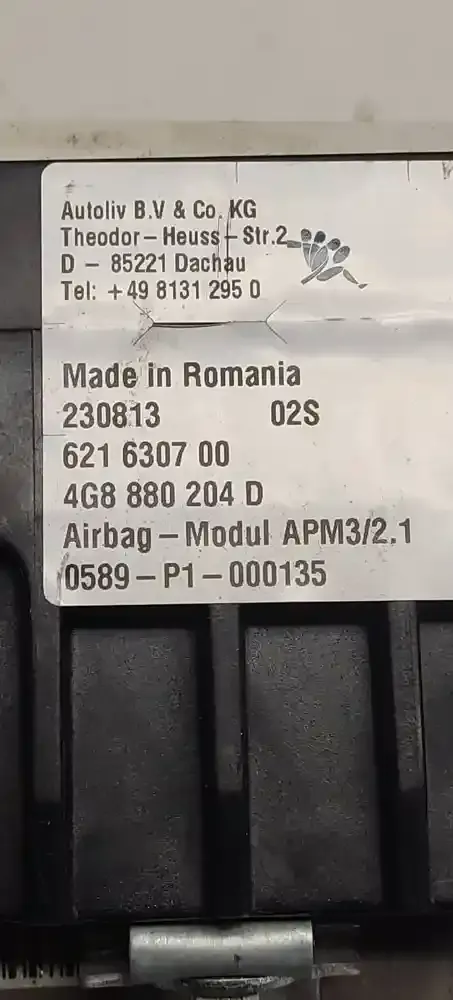 Autoliv B.V & Co. KG
Theodor – Heuss – Str.2
D – 85221 Dachau
Tel: +49 8131 295 0
Made in Romania
230813 02S
621 6307 00
4G8 880 204 D
Airbag – Modul APM3/2.1
0589 – P1 – 000135